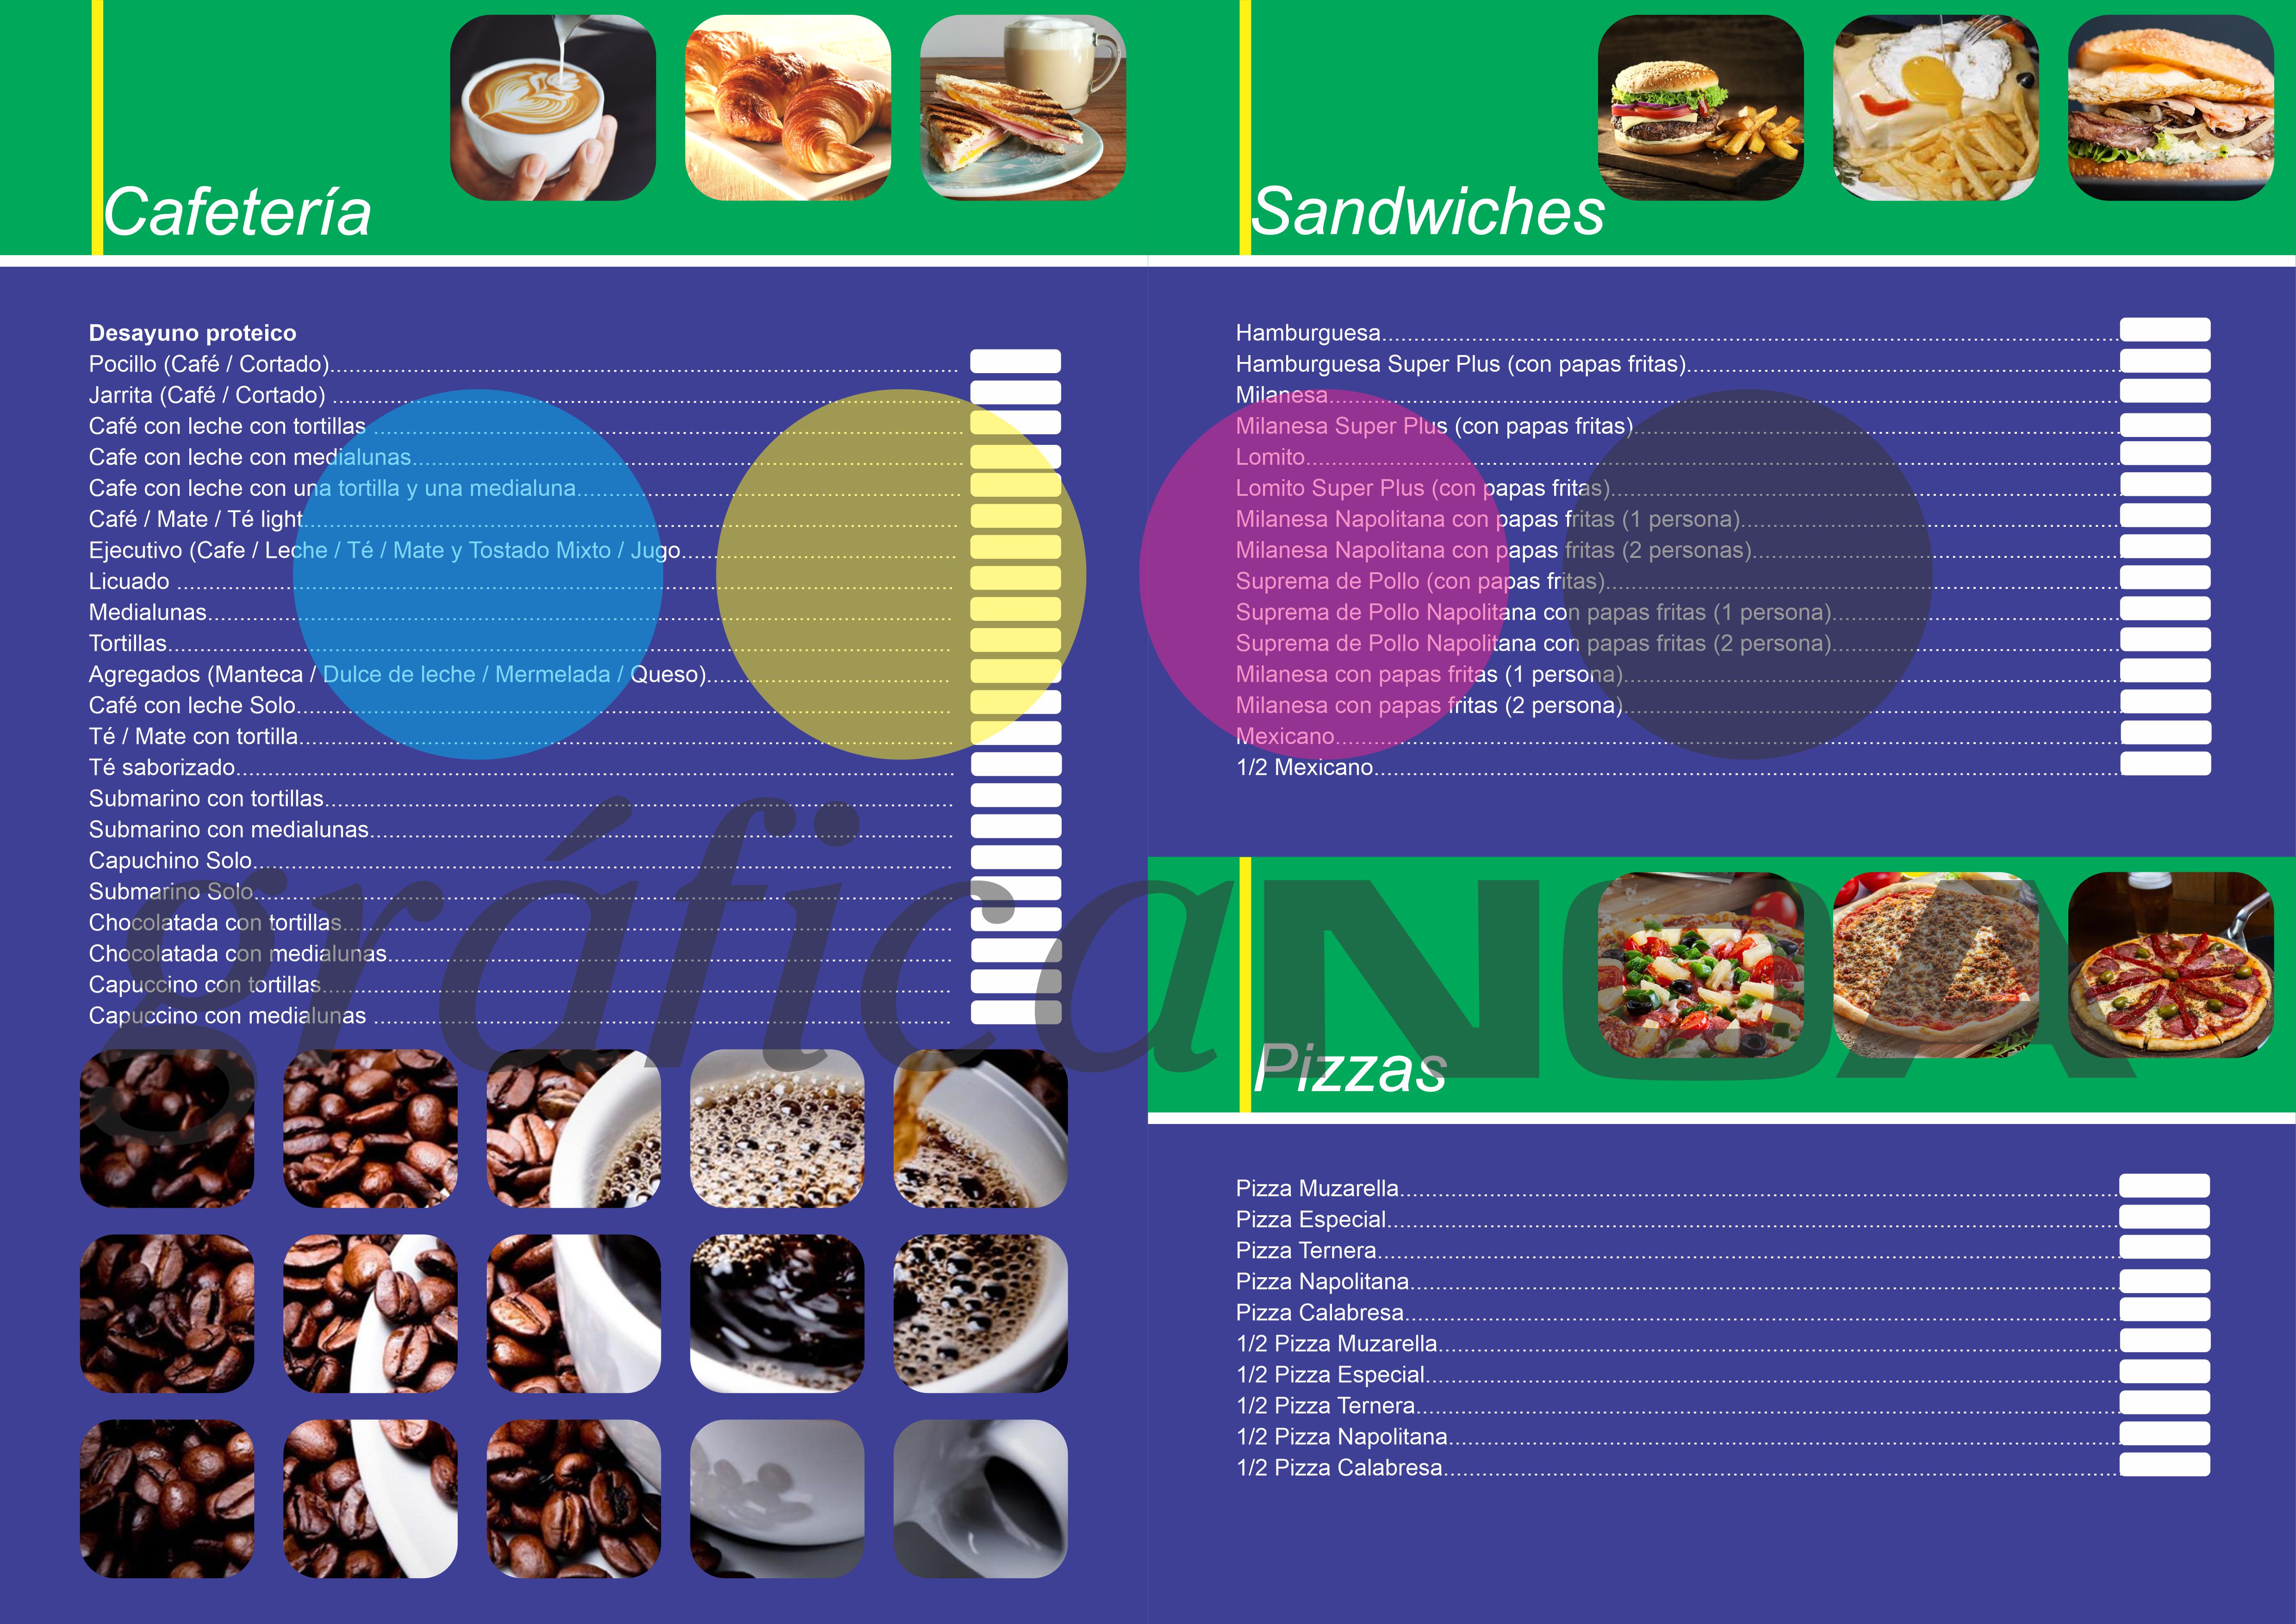 Cafetería
Desayuno proteico
Pocillo (Café / Cortado)
Jarrita (Café / Cortado)
Café con leche con tortillas
Cafe con leche con medialunas
Cafe con leche con una tortilla y una medialuna
Café / Mate / Té light
Ejecutivo (Cafe / Leche / Té / Mate y Tostado Mixto / Jugo
Licuado
Medialunas
Tortillas
Agregados (Manteca / Dulce de leche / Mermelada / Queso)
Café con leche Solo
Té / Mate con tortilla
Té saborizado
Submarino con tortillas
Submarino con medialunas
Capuchino Solo
Submarino Solo
Chocolatada con tortillas
Chocolatada con medialunas
Capuccino con tortillas
Capuccino con medialunas
Sandwiches
Hamburguesa
Hamburguesa Super Plus (con papas fritas)
Milanesa
Milanesa Super Plus (con papas fritas)
Lomito
Lomito Super Plus (con papas fritas)
Milanesa Napolitana con papas fritas (1 persona)
Milanesa Napolitana con papas fritas (2 personas)
Suprema de Pollo (con papas fritas)
Suprema de Pollo Napolitana con papas fritas (1 persona)
Suprema de Pollo Napolitana con papas fritas (2 persona)
Milanesa con papas fritas (1 persona)
Milanesa con papas fritas (2 persona)
Mexicano
1/2 Mexicano
Pizzas
Pizza Muzarella
Pizza Especial
Pizza Ternera
Pizza Napolitana
Pizza Calabresa
1/2 Pizza Muzarella
1/2 Pizza Especial
1/2 Pizza Ternera
1/2 Pizza Napolitana
1/2 Pizza Calabresa
gráficaNOA